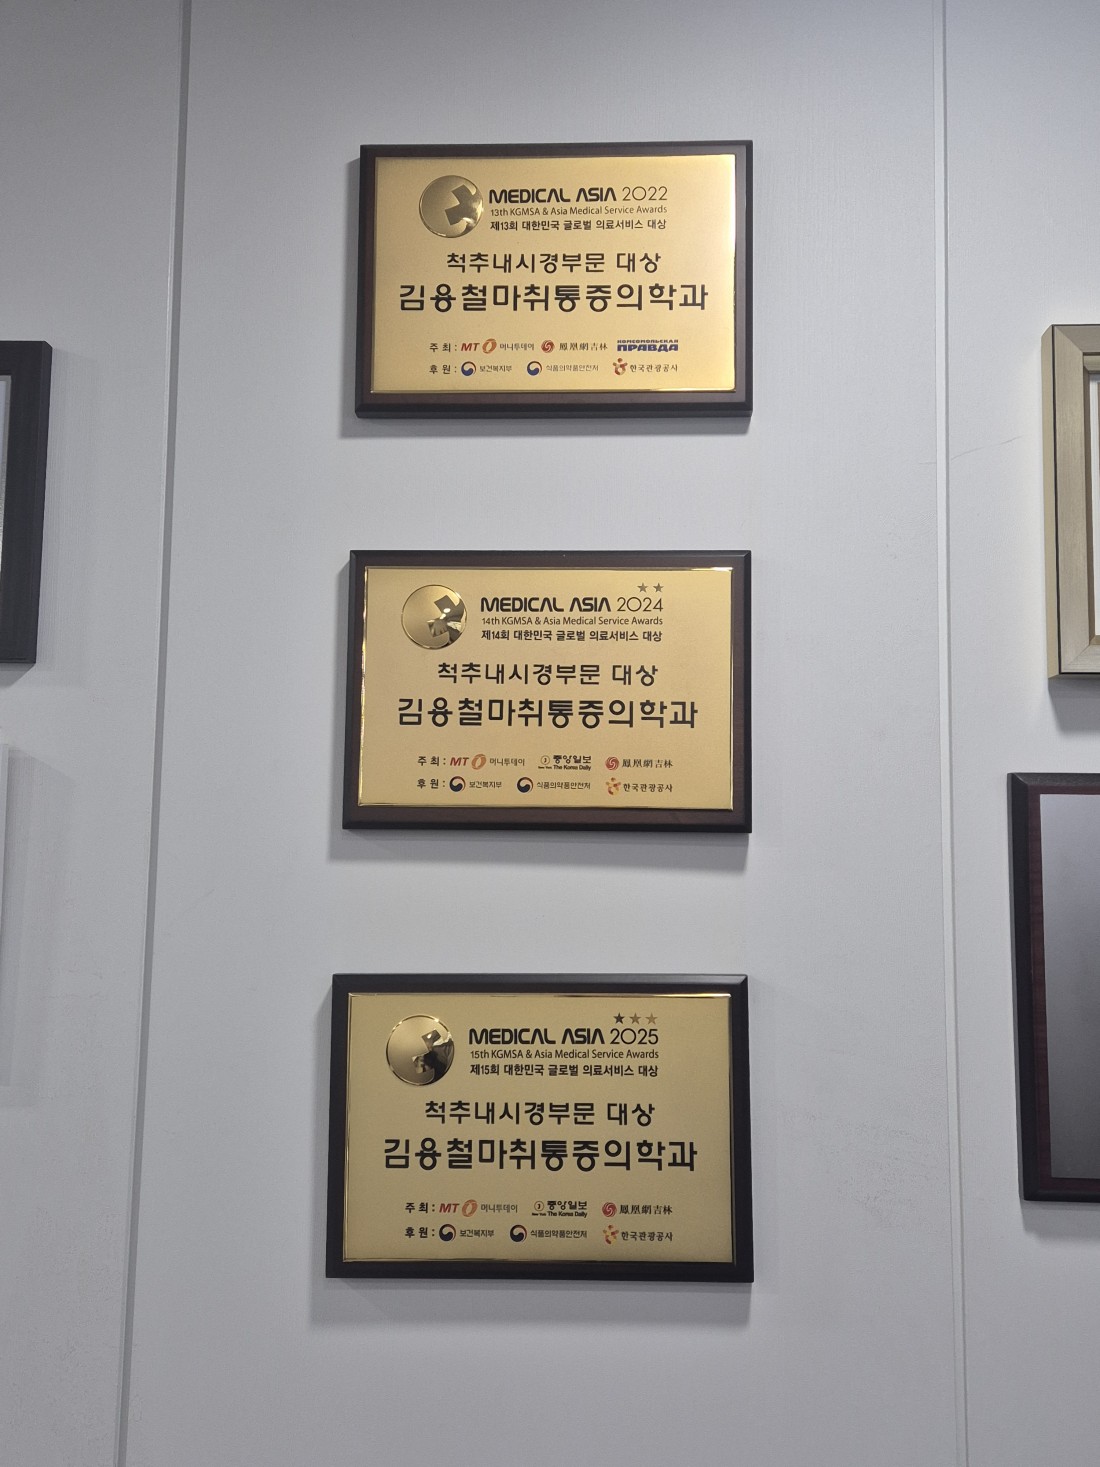 MEDICAL ASIA 2022
13th KGMSA & Asia Medical Service Awards
제13회 대한민국 글로벌 의료서비스 대상
척추내시경부문 대상
김용철마취통증의학과
주최 : MT 머니투데이 鳳凰網吉林 КОМСОМОЛЬСКАЯ ПРАВДА
후원 : 보건복지부 식품의약품안전처 한국관광공사
MEDICAL ASIA 2024
14th KGMSA & Asia Medical Service Awards
제14회 대한민국 글로벌 의료서비스 대상
척추내시경부문 대상
김용철마취통증의학과
주최 : MT 머니투데이 중앙일보 The Korea Daily 鳳凰網吉林
후원 : 보건복지부 식품의약품안전처 한국관광공사
MEDICAL ASIA 2025
15th KGMSA & Asia Medical Service Awards
제15회 대한민국 글로벌 의료서비스 대상
척추내시경부문 대상
김용철마취통증의학과
주최 : MT 머니투데이 중앙일보 The Korea Daily 鳳凰網吉林
후원 : 보건복지부 식품의약품안전처 한국관광공사